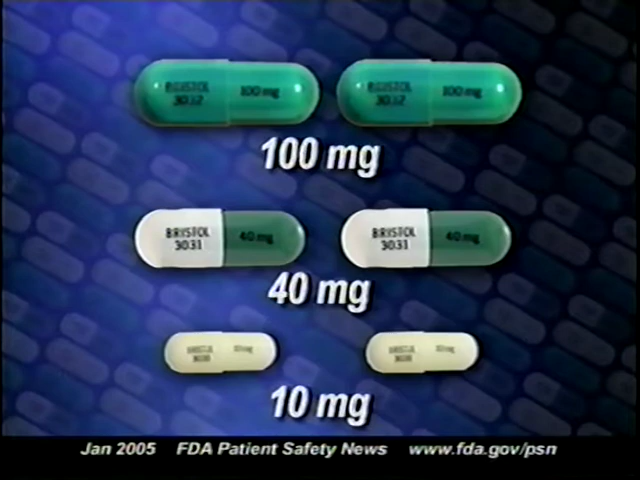 BRISTOL 3032 100 mg BRISTOL 3032 100 mg
100 mg
BRISTOL 40 mg BRISTOL 40 mg
3031 3031
40 mg
10 mg
Jan 2005 FDA Patient Safety News www.fda.gov/psn